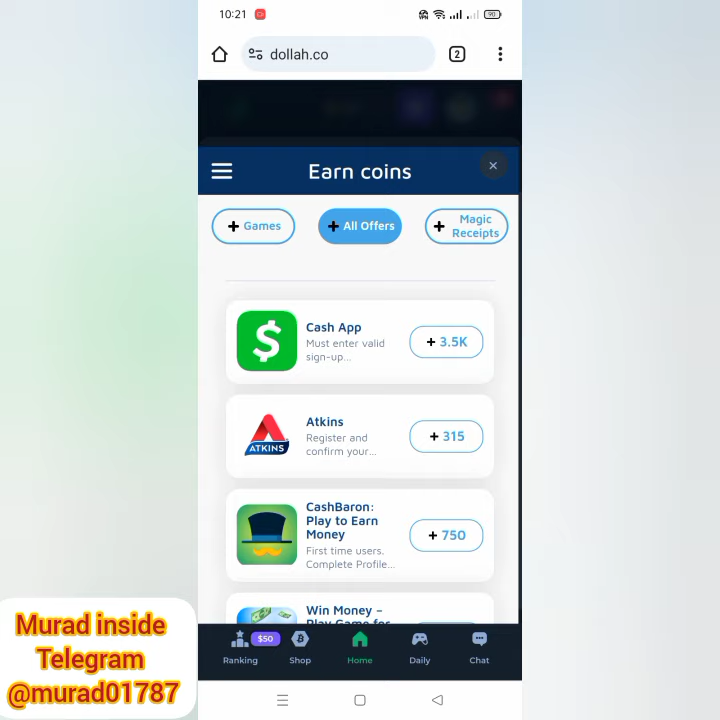 10:21
90
dollah.co
2
Earn coins
×
+ Games
+ All Offers
+ Magic
Receipts
Cash App
Must enter valid
sign-up...
+ 3.5K
Atkins
Register and
confirm your...
+ 315
ATKINS
CashBaron:
Play to Earn
Money
First time users.
Complete Profile...
+ 750
Win Money –
Play Game for
$50
Ranking
Shop
Home
Daily
Chat
Murad inside
Telegram
@murad01787